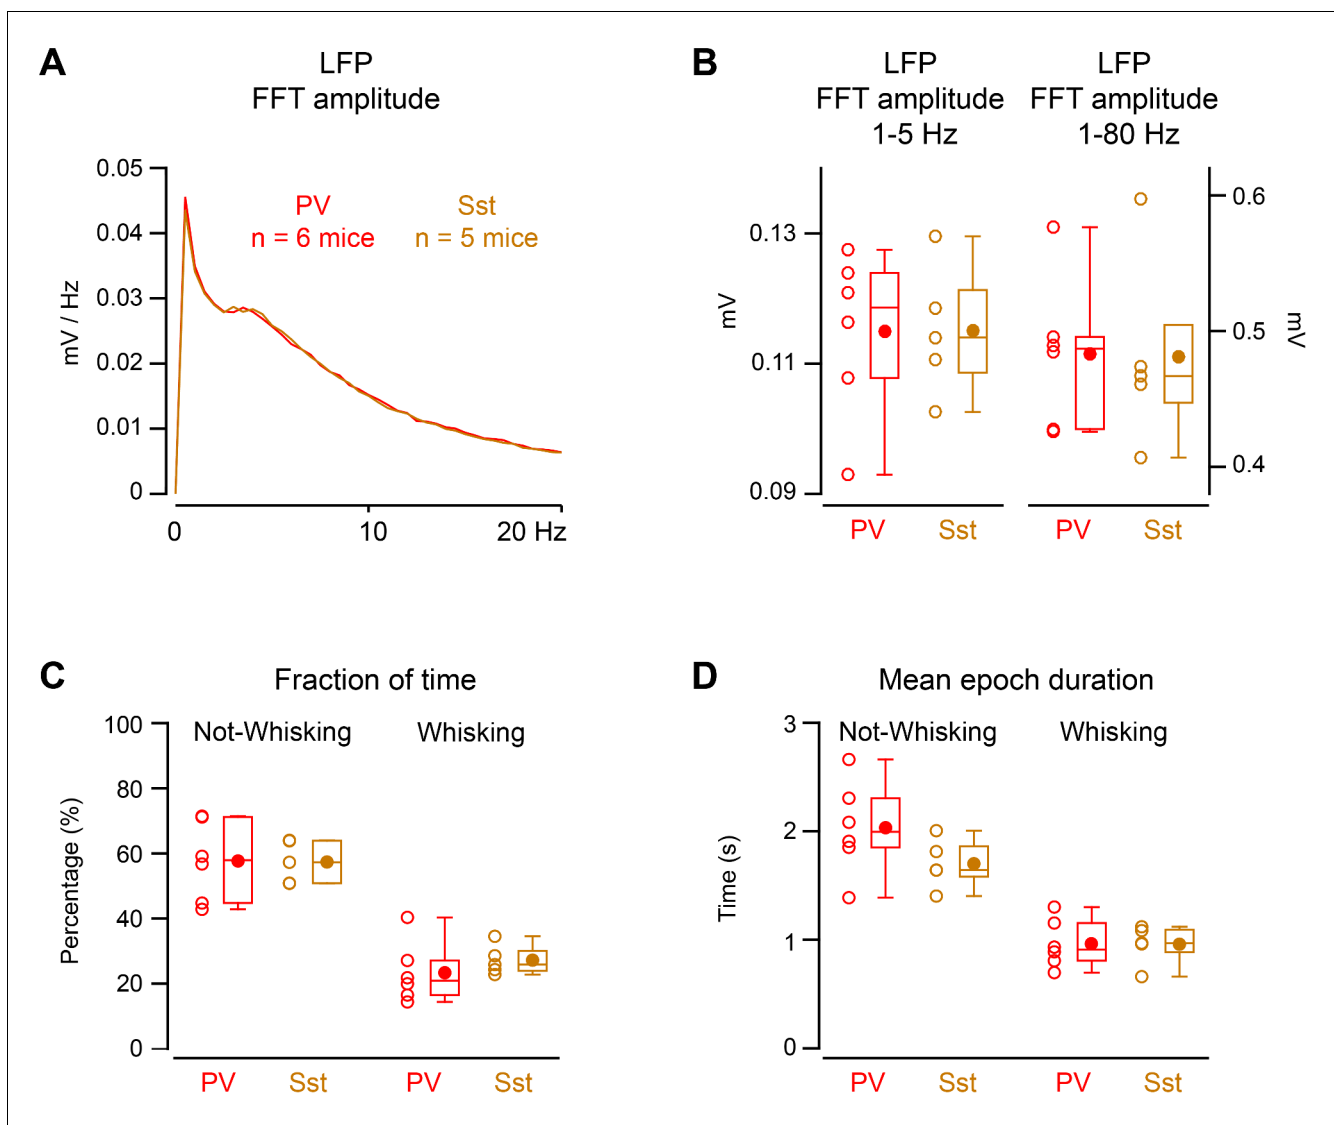 A
LFP
FFT amplitude
0.05
0.04
0.03
0.02
0.01
0
mV / Hz
PV
n = 6 mice
Sst
n = 5 mice
0
10
20 Hz
B
LFP
FFT amplitude
1-5 Hz
LFP
FFT amplitude
1-80 Hz
mV
0.13
0.11
0.09
0.6
0.5
0.4
mV
PV
Sst
PV
Sst
C
Fraction of time
Not-Whisking
Whisking
Percentage (%)
100
80
60
40
20
0
PV
Sst
PV
Sst
D
Mean epoch duration
Not-Whisking
Whisking
Time (s)
3
2
1
0
PV
Sst
PV
Sst